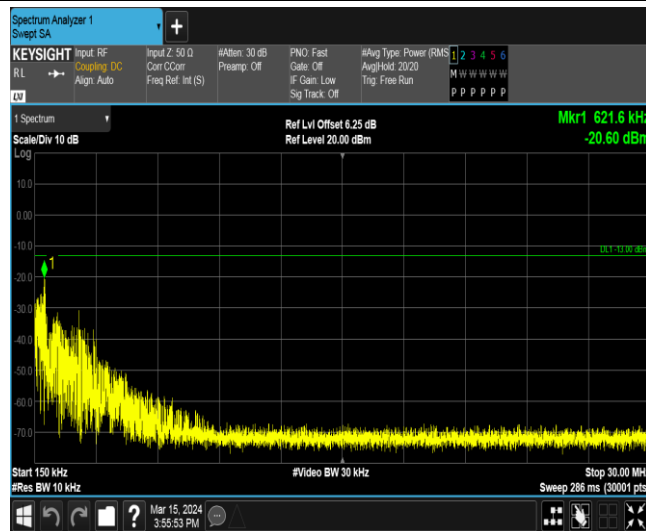 Spectrum Analyzer 1
Swept SA
KEYSIGHT
RL
LXI
Input: RF
Coupling: DC
Align: Auto
Input Z: 50 Ω
Corr CCorr
Freq Ref: Int (S)
#Atten: 30 dB
Preamp: Off
PNO: Fast
Gate: Off
IF Gain: Low
Sig Track: Off
#Avg Type: Power (RMS
Avg|Hold: 20/20
Trig: Free Run
1 2 3 4 5 6
M W W W W W
P P P P P P
1 Spectrum
Scale/Div 10 dB
Ref Lvl Offset 6.25 dB
Ref Level 20.00 dBm
Mkr1 621.6 kHz
-20.60 dBm
Log
10.0
0.00
-10.0
DL1 -13.00 dBm
1
-20.0
-30.0
-40.0
-50.0
-60.0
-70.0
Start 150 kHz
#Video BW 30 kHz
Stop 30.00 MHz
#Res BW 10 kHz
Sweep 286 ms (30001 pts
?
Mar 15, 2024
3:55:53 PM